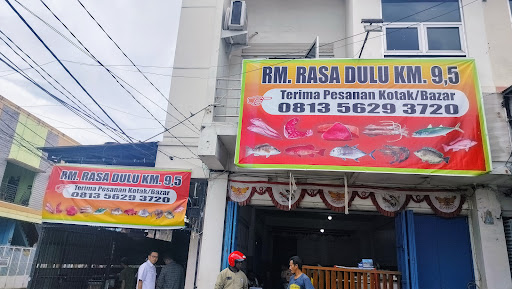 RM. RASA DULU KM. 9,5
Terima Pesanan Kotak/Bazar
0813 5629 3720
RM. RASA DULU KM. 9,5
Terima Pesanan Kotak/Bazar
0813 5629 3720